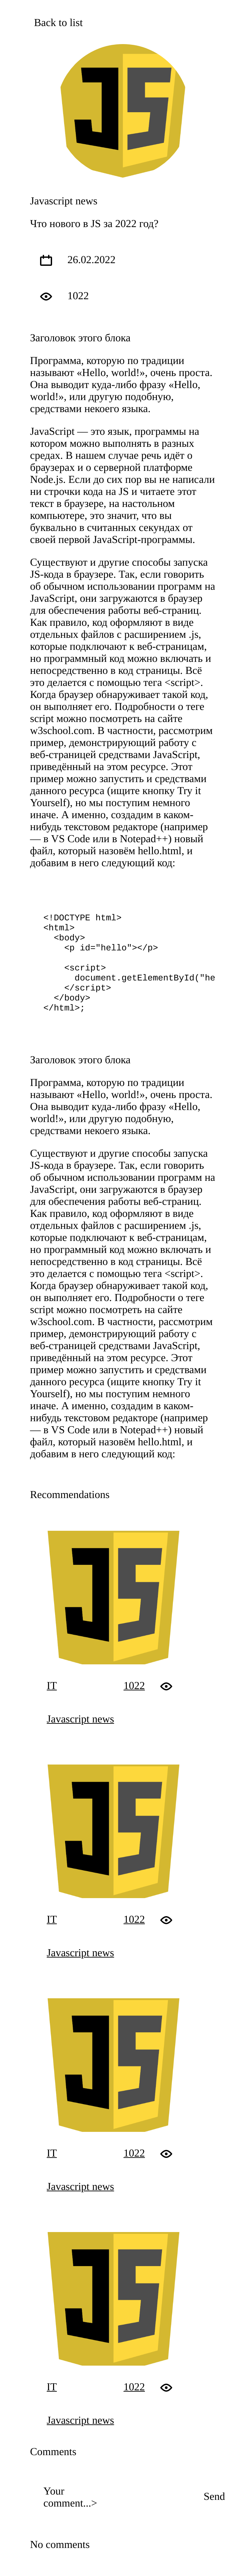 Back to list
JS
Javascript news
Что нового в JS за 2022 год?
26.02.2022
1022
Заголовок этого блока
Программа, которую по традиции
называют «Hello, world!», очень проста.
Она выводит куда-либо фразу «Hello,
world!», или другую подобную,
средствами некоего языка.
JavaScript — это язык, программы на
котором можно выполнять в разных
средах. В нашем случае речь идёт о
браузерах и о серверной платформе
Node.js. Если до сих пор вы не написали
ни строчки кода на JS и читаете этот
текст в браузере, на настольном
компьютере, это значит, что вы
буквально в считанных секундах от
своей первой JavaScript-программы.
Существуют и другие способы запуска
JS-кода в браузере. Так, если говорить
об обычном использовании программ на
JavaScript, они загружаются в браузер
для обеспечения работы веб-страниц.
Как правило, код оформляют в виде
отдельных файлов с расширением .js,
которые подключают к веб-страницам,
но программный код можно включать и
непосредственно в код страницы. Всё
это делается с помощью тега <script>.
Когда браузер обнаруживает такой код,
он выполняет его. Подробности о теге
script можно посмотреть на сайте
w3school.com. В частности, рассмотрим
пример, демонстрирующий работу с
веб-страницей средствами JavaScript,
приведённый на этом ресурсе. Этот
пример можно запустить и средствами
данного ресурса (ищите кнопку Try it
Yourself), но мы поступим немного
иначе. А именно, создадим в каком-
нибудь текстовом редакторе (например
— в VS Code или в Notepad++) новый
файл, который назовём hello.html, и
добавим в него следующий код:
<!DOCTYPE html>
<html>
<body>
<p id="hello"></p>
<script>
document.getElementById("he
</script>
</body>
</html>;
Заголовок этого блока
Программа, которую по традиции
называют «Hello, world!», очень проста.
Она выводит куда-либо фразу «Hello,
world!», или другую подобную,
средствами некоего языка.
Существуют и другие способы запуска
JS-кода в браузере. Так, если говорить
об обычном использовании программ на
JavaScript, они загружаются в браузер
для обеспечения работы веб-страниц.
Как правило, код оформляют в виде
отдельных файлов с расширением .js,
которые подключают к веб-страницам,
но программный код можно включать и
непосредственно в код страницы. Всё
это делается с помощью тега <script>.
Когда браузер обнаруживает такой код,
он выполняет его. Подробности о теге
script можно посмотреть на сайте
w3school.com. В частности, рассмотрим
пример, демонстрирующий работу с
веб-страницей средствами JavaScript,
приведённый на этом ресурсе. Этот
пример можно запустить и средствами
данного ресурса (ищите кнопку Try it
Yourself), но мы поступим немного
иначе. А именно, создадим в каком-
нибудь текстовом редакторе (например
— в VS Code или в Notepad++) новый
файл, который назовём hello.html, и
добавим в него следующий код:
Recommendations
JS
IT 1022
Javascript news
JS
IT 1022
Javascript news
JS
IT 1022
Javascript news
JS
IT 1022
Javascript news
Comments
Your
comment...>
Send
No comments